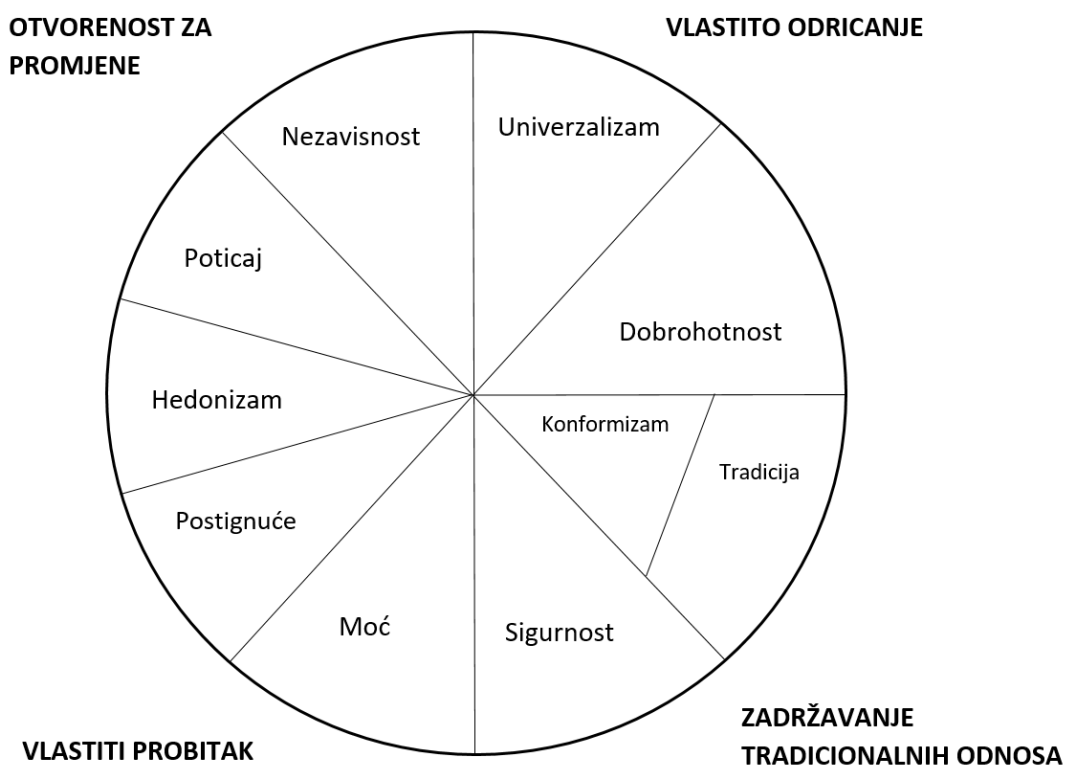 OTVORENOST ZA
PROMJENE
VLASTITO ODRICANJE
Nezavisnost
Univerzalizam
Poticaj
Dobrohotnost
Hedonizam
Konformizam
Tradicija
Postignuće
Moć
Sigurnost
VLASTITI PROBITAK
ZADRŽAVANJE
TRADICIONALNIH ODNOSA